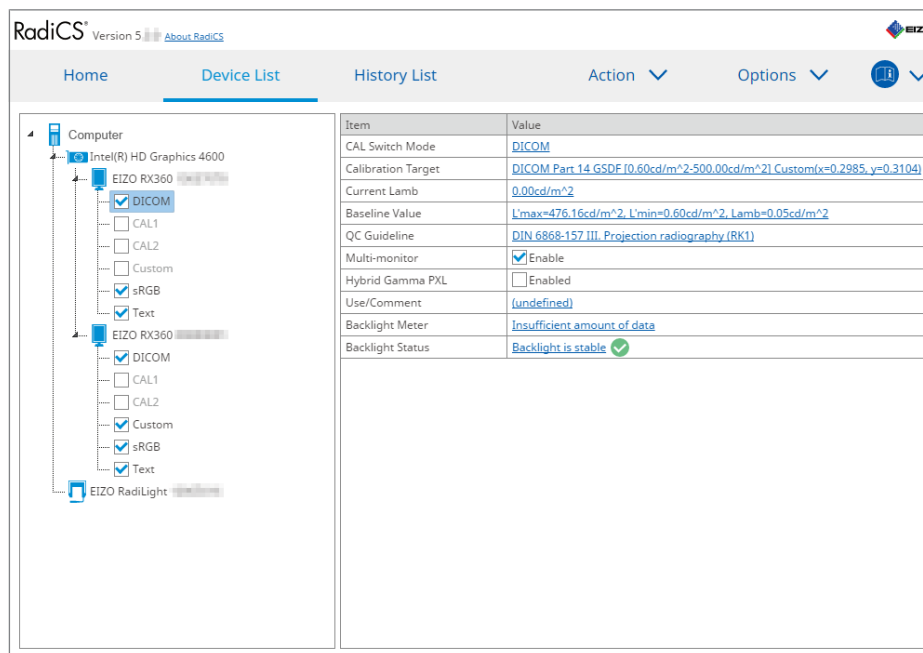 RadiCS® Version 5 About RadiCS EIZ
Home Device List History List Action Options
Computer
Intel(R) HD Graphics 4600
EIZO RX360
DICOM
CAL1
CAL2
Custom
sRGB
Text
EIZO RX360
DICOM
CAL1
CAL2
Custom
sRGB
Text
EIZO RadiLight
Item Value
CAL Switch Mode DICOM
Calibration Target DICOM Part 14 GSDF [0.60cd/m^2-500.00cd/m^2] Custom(x=0.2985, y=0.3104)
Current Lamb 0.00cd/m^2
Baseline Value L'max=476.16cd/m^2, L'min=0.60cd/m^2, Lamb=0.05cd/m^2
QC Guideline DIN 6868-157 III. Projection radiography (RK1)
Multi-monitor Enable
Hybrid Gamma PXL Enabled
Use/Comment (undefined)
Backlight Meter Insufficient amount of data
Backlight Status Backlight is stable